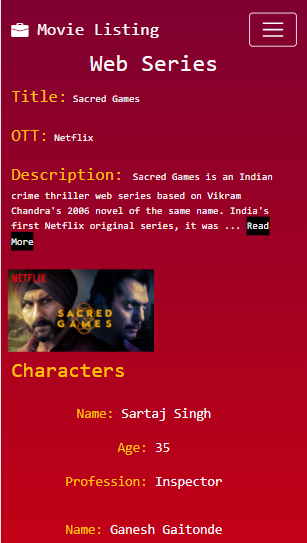 Movie Listing
Web Series
Title: Sacred Games
OTT: Netflix
Description: Sacred Games is an Indian
crime thriller web series based on Vikram
Chandra's 2006 novel of the same name. India's
first Netflix original series, it was ... Read
More
NETFLIX
SACRED
GAMES
Characters
Name: Sartaj Singh
Age: 35
Profession: Inspector
Name: Ganesh Gaitonde